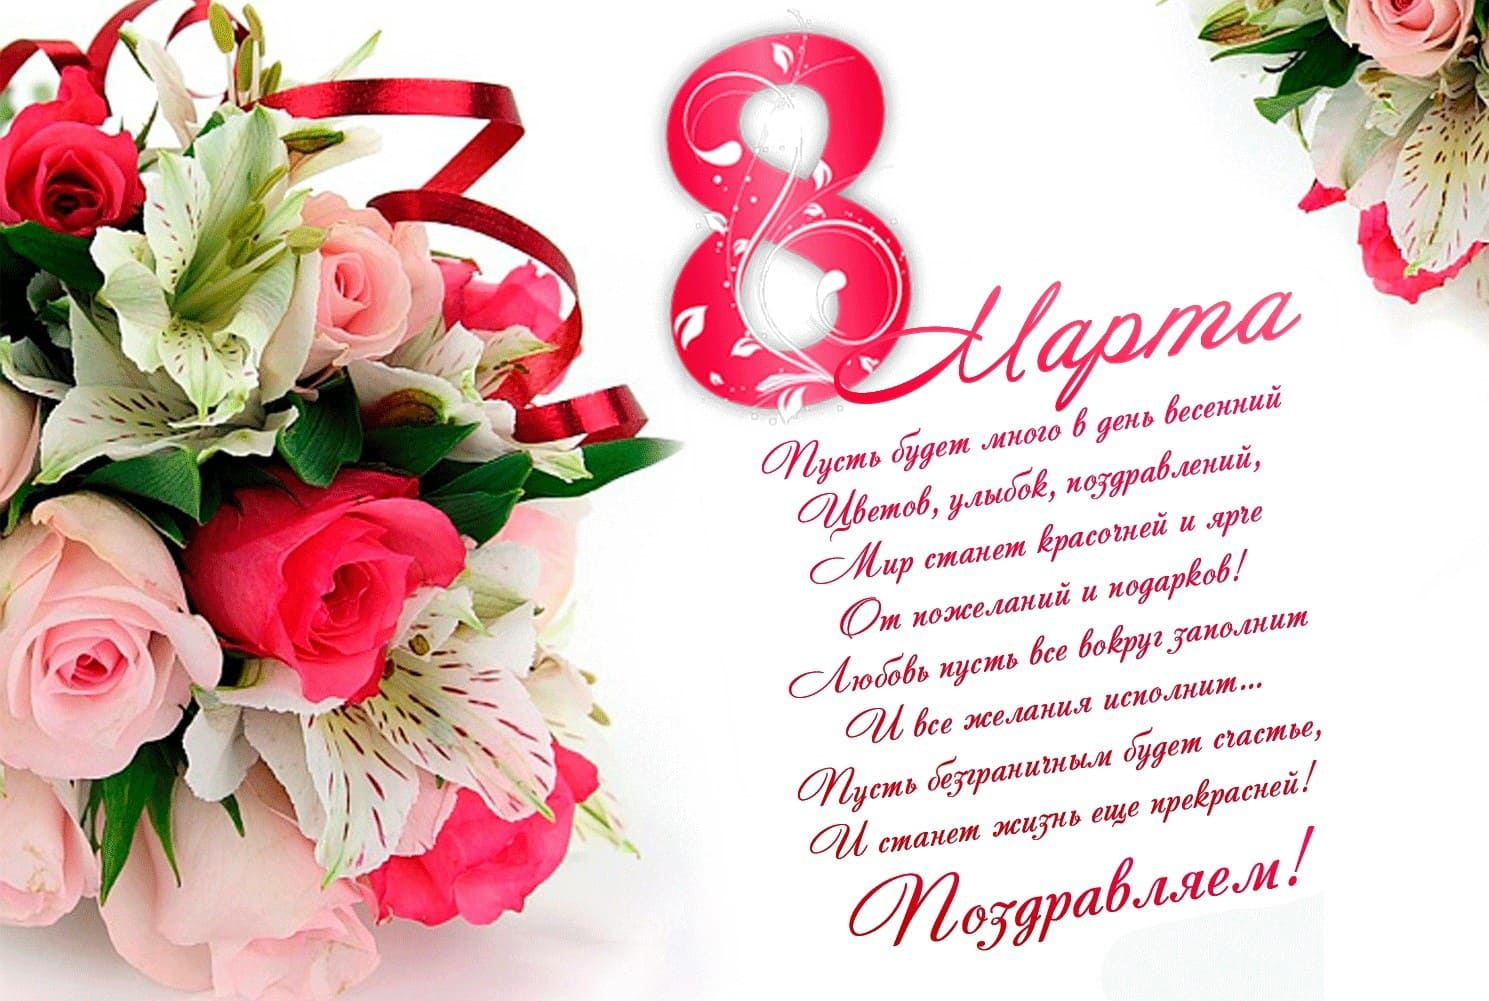 8 Марта
Пусть будет много в день весенний
Цветов, улыбок, поздравлений,
Мир станет красочней и ярче
От пожеланий и подарков!
Любовь пусть все вокруг заполнит
И все желания исполнит...
Пусть безграничным будет счастье,
И станет жизнь еще прекрасней!
Поздравляем!